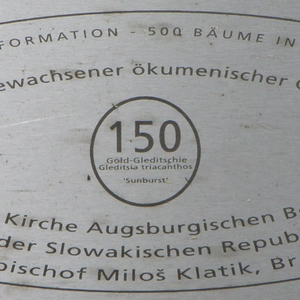 FORMATION - 500 BÄUME IN
ewachsener ökumenischer
150
Gold-Gleditschie
Gleditsia triacanthos
'Sunburst'
Kirche Augsburgischen B
der Slowakischen Repub
bischof Miloš Klatik, Br